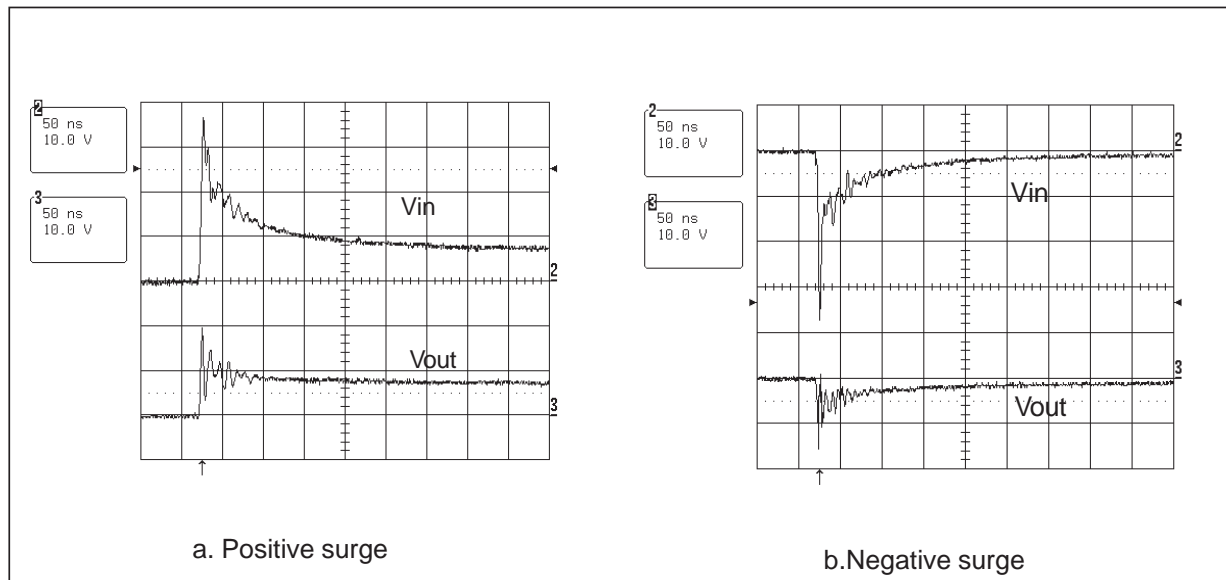 2
50 ns
10.0 V
3
50 ns
10.0 V
Vin
2
Vout
3
a. Positive surge
2
50 ns
10.0 V
3
50 ns
10.0 V
2
Vin
3
Vout
b.Negative surge